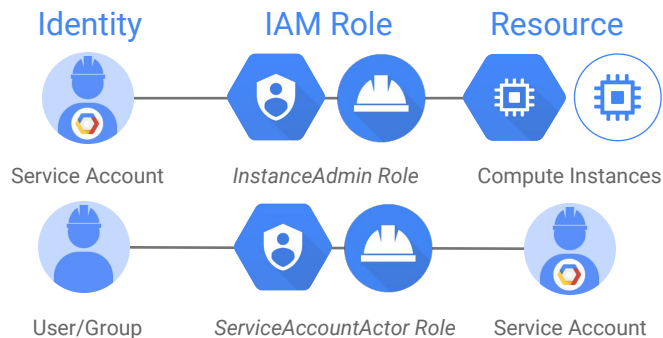 Identity IAM Role Resource
Service Account InstanceAdmin Role Compute Instances
User/Group ServiceAccountActor Role Service Account